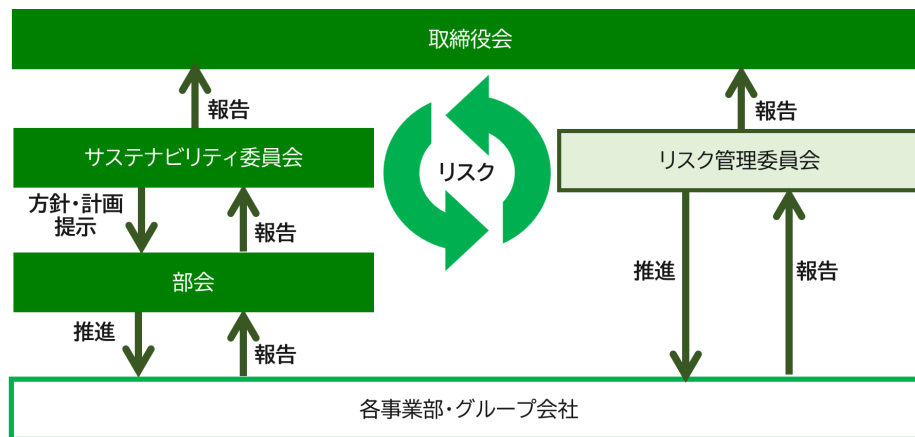 取締役会
報告
報告
サステナビリティ委員会
リスク
リスク管理委員会
方針・計画
提示
報告
部会
推進
報告
推進
報告
各事業部・グループ会社